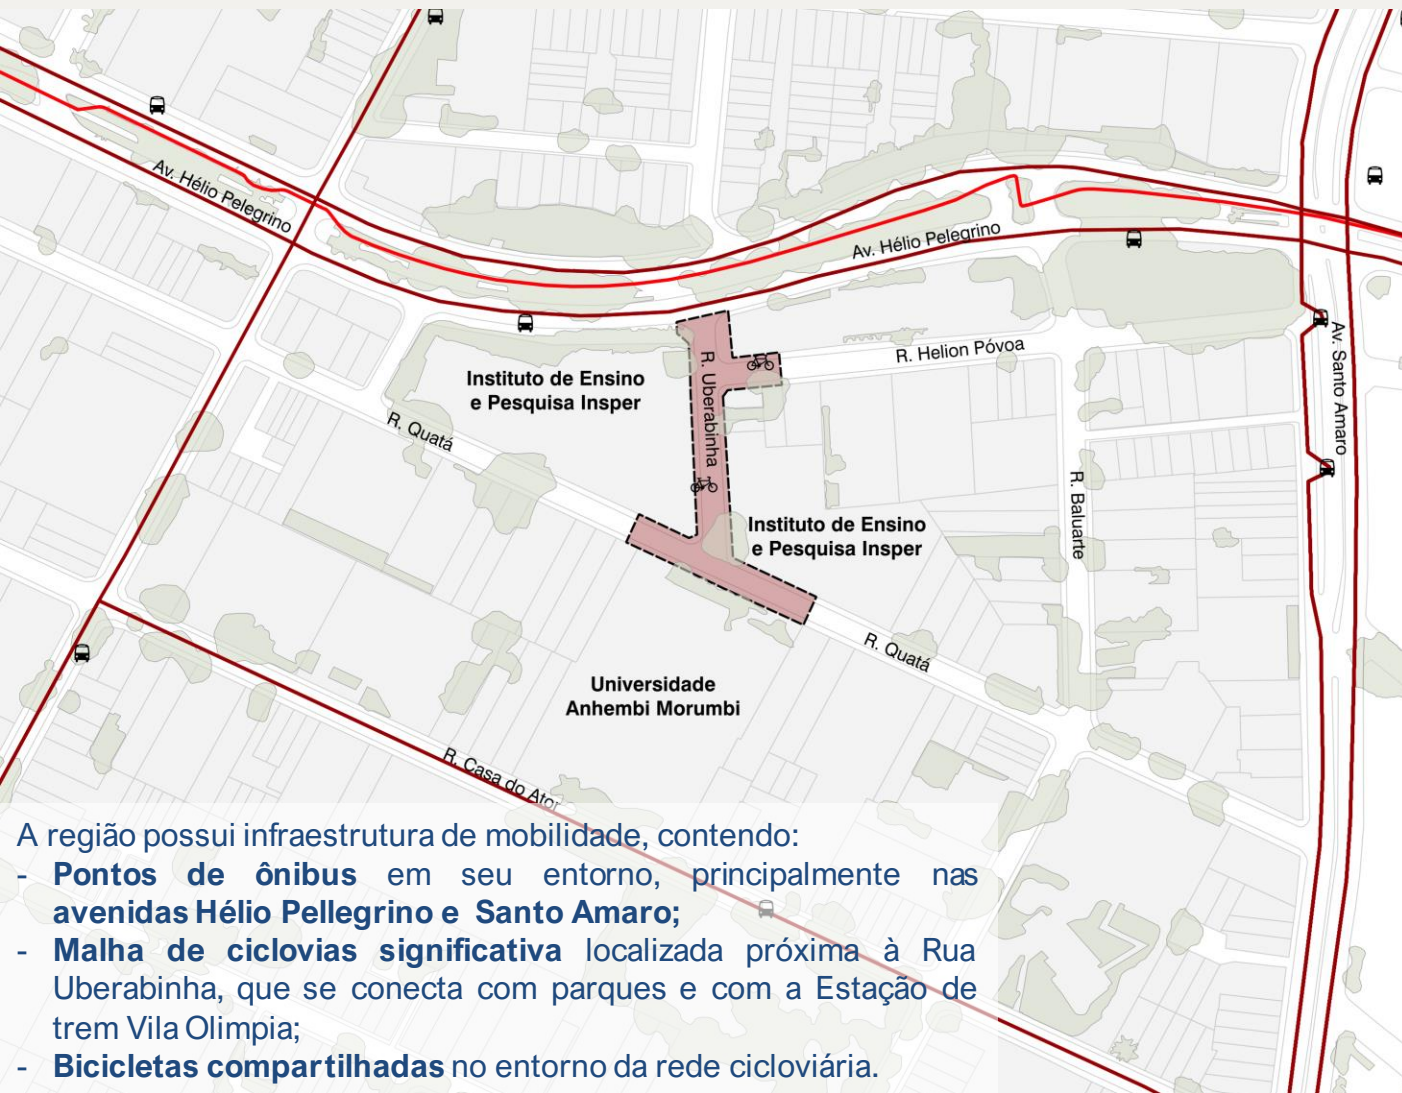 Av. Hélio Pelegrino
Av. Hélio Pelegrino
R. Uberabinha
R. Helion Póvoa
Av. Santo Amaro
Instituto de Ensino
e Pesquisa Insper
R. Quatá
R. Baluarte
Instituto de Ensino
e Pesquisa Insper
R. Quatá
Universidade
Anhembi Morumbi
R. Casa do Ator
A região possui infraestrutura de mobilidade, contendo:
- Pontos de ônibus em seu entorno, principalmente nas
avenidas Hélio Pellegrino e Santo Amaro;
- Malha de ciclovias significativa localizada próxima à Rua
Uberabinha, que se conecta com parques e com a Estação de
trem Vila Olimpia;
- Bicicletas compartilhadas no entorno da rede cicloviária.